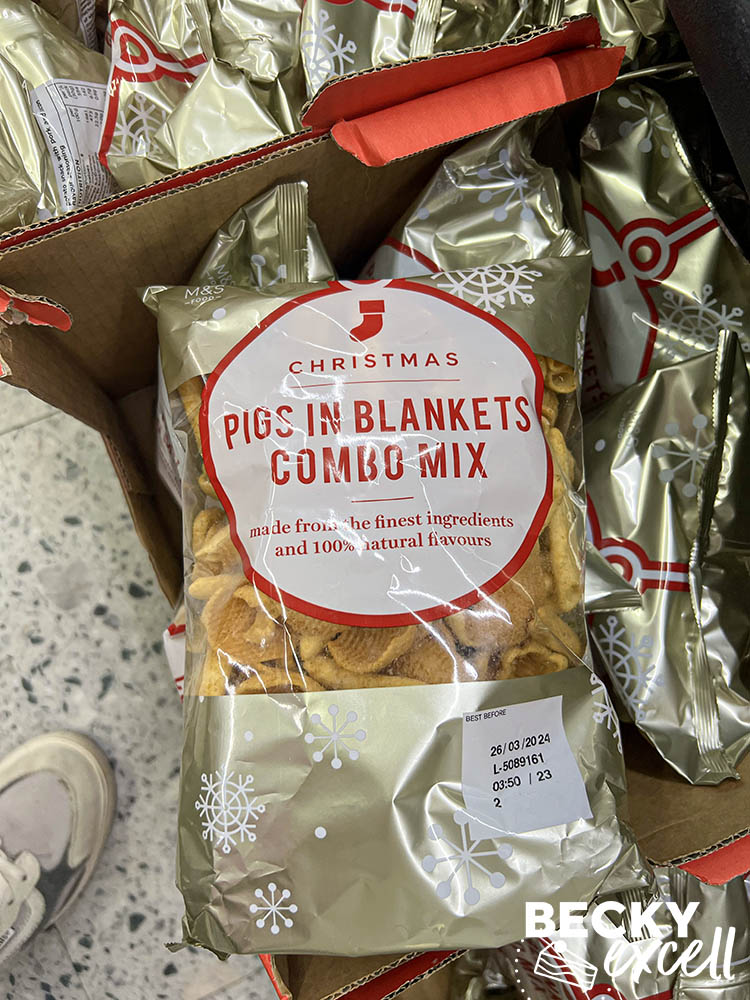 M&S
FOOD
CHRISTMAS
PIGS IN BLANKETS
COMBO MIX
made from the finest ingredients
and 100% natural flavours
BEST BEFORE
26/03/2024
L-5089161
03:50 / 23
2
BECKY
excell